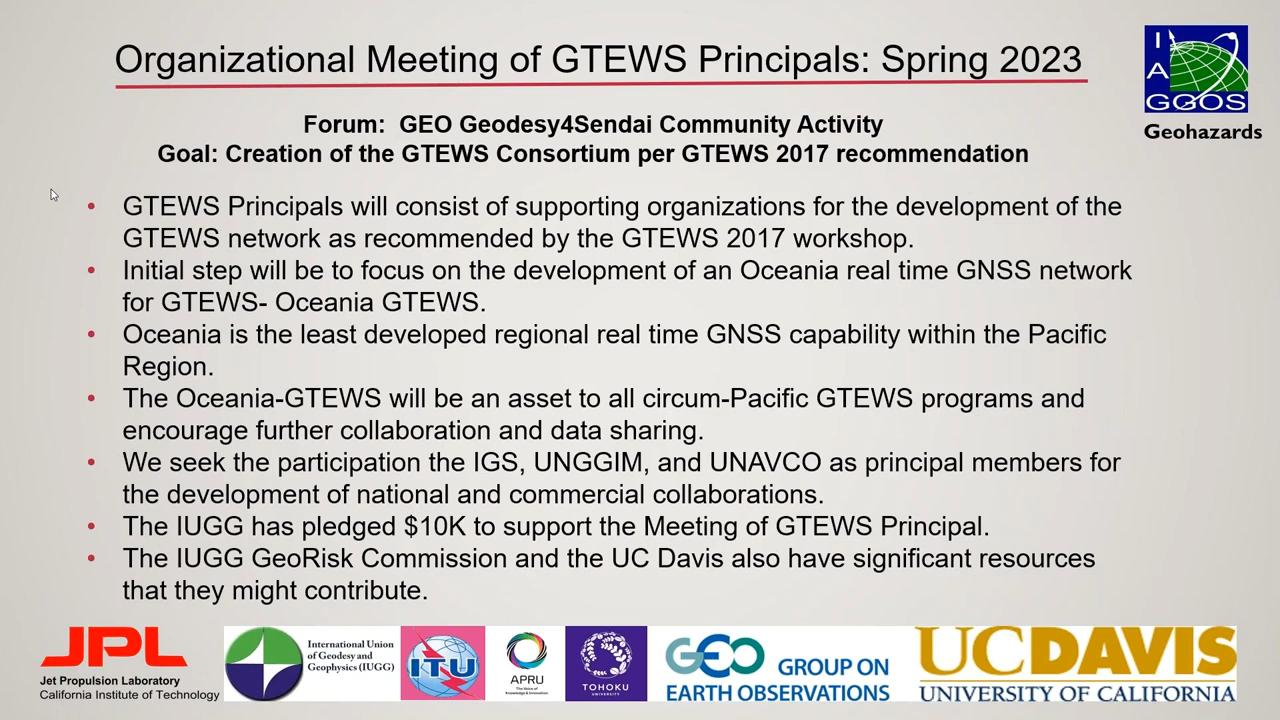 Organizational Meeting of GTEWS Principals: Spring 2023
I
A
GGOS
Geohazards
Forum:  GEO Geodesy4Sendai Community Activity
Goal: Creation of the GTEWS Consortium per GTEWS 2017 recommendation
• GTEWS Principals will consist of supporting organizations for the development of the
GTEWS network as recommended by the GTEWS 2017 workshop.
• Initial step will be to focus on the development of an Oceania real time GNSS network
for GTEWS- Oceania GTEWS.
• Oceania is the least developed regional real time GNSS capability within the Pacific
Region.
• The Oceania-GTEWS will be an asset to all circum-Pacific GTEWS programs and
encourage further collaboration and data sharing.
• We seek the participation the IGS, UNGGIM, and UNAVCO as principal members for
the development of national and commercial collaborations.
• The IUGG has pledged $10K to support the Meeting of GTEWS Principal.
• The IUGG GeoRisk Commission and the UC Davis also have significant resources
that they might contribute.
JPL
Jet Propulsion Laboratory
California Institute of Technology
International Union
of Geodesy and
Geophysics (IUGG)
ITU
APRU
The Voice of
Knowledge & Innovation
TOHOKU
UNIVERSITY
GEO GROUP ON
EARTH OBSERVATIONS
UCDAVIS
UNIVERSITY OF CALIFORNIA